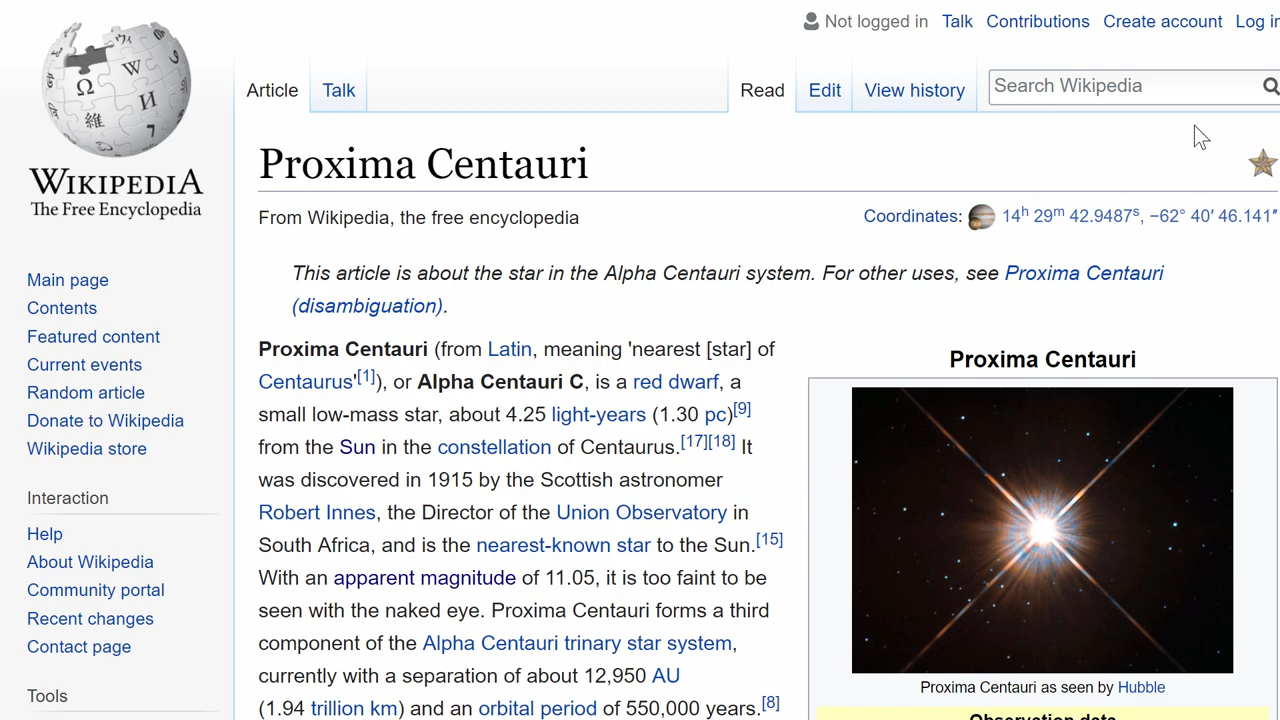 Not logged in Talk Contributions Create account Log in
Article Talk Read Edit View history Search Wikipedia
WIKIPEDIA
The Free Encyclopedia
Main page
Contents
Featured content
Current events
Random article
Donate to Wikipedia
Wikipedia store
Interaction
Help
About Wikipedia
Community portal
Recent changes
Contact page
Tools
Proxima Centauri
From Wikipedia, the free encyclopedia
Coordinates: 14h 29m 42.9487s, −62° 40′ 46.141″
This article is about the star in the Alpha Centauri system. For other uses, see Proxima Centauri
(disambiguation).
Proxima Centauri (from Latin, meaning 'nearest [star] of
Centaurus'[1]), or Alpha Centauri C, is a red dwarf, a
small low-mass star, about 4.25 light-years (1.30 pc)[9]
from the Sun in the constellation of Centaurus.[17][18] It
was discovered in 1915 by the Scottish astronomer
Robert Innes, the Director of the Union Observatory in
South Africa, and is the nearest-known star to the Sun.[15]
With an apparent magnitude of 11.05, it is too faint to be
seen with the naked eye. Proxima Centauri forms a third
component of the Alpha Centauri trinary star system,
currently with a separation of about 12,950 AU
(1.94 trillion km) and an orbital period of 550,000 years.[8]
Proxima Centauri
Proxima Centauri as seen by Hubble
Observation data